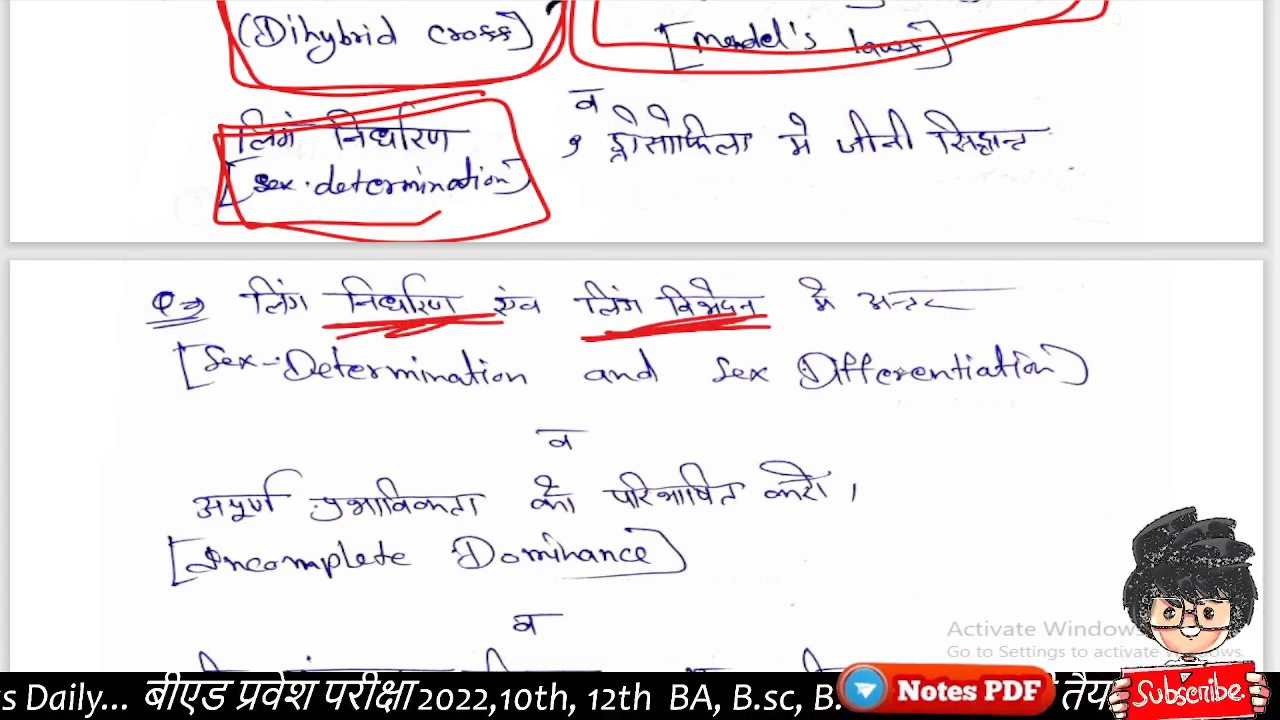 (Dihybrid cross]
[mendel's laws]
व
लिंग निर्धारण
, ड्रोसोफिला मे जीनी सिद्धान्त
[sex.determination]
Q⇒ लिंग निर्धारण एंव लिंग विभेदन मे अन्तर
[Sex-Determination and Sex Differentiation]
व
अपूर्ण प्रभाविकता को परिभाषित करो।
[Incomplete Dominance]
व
Activate Windows
Go to Settings to activate Windows.
s Daily... बीएड प्रवेश परीक्षा 2022,10th, 12th BA, B.sc, B.
Notes PDF
तैय
Subscribe